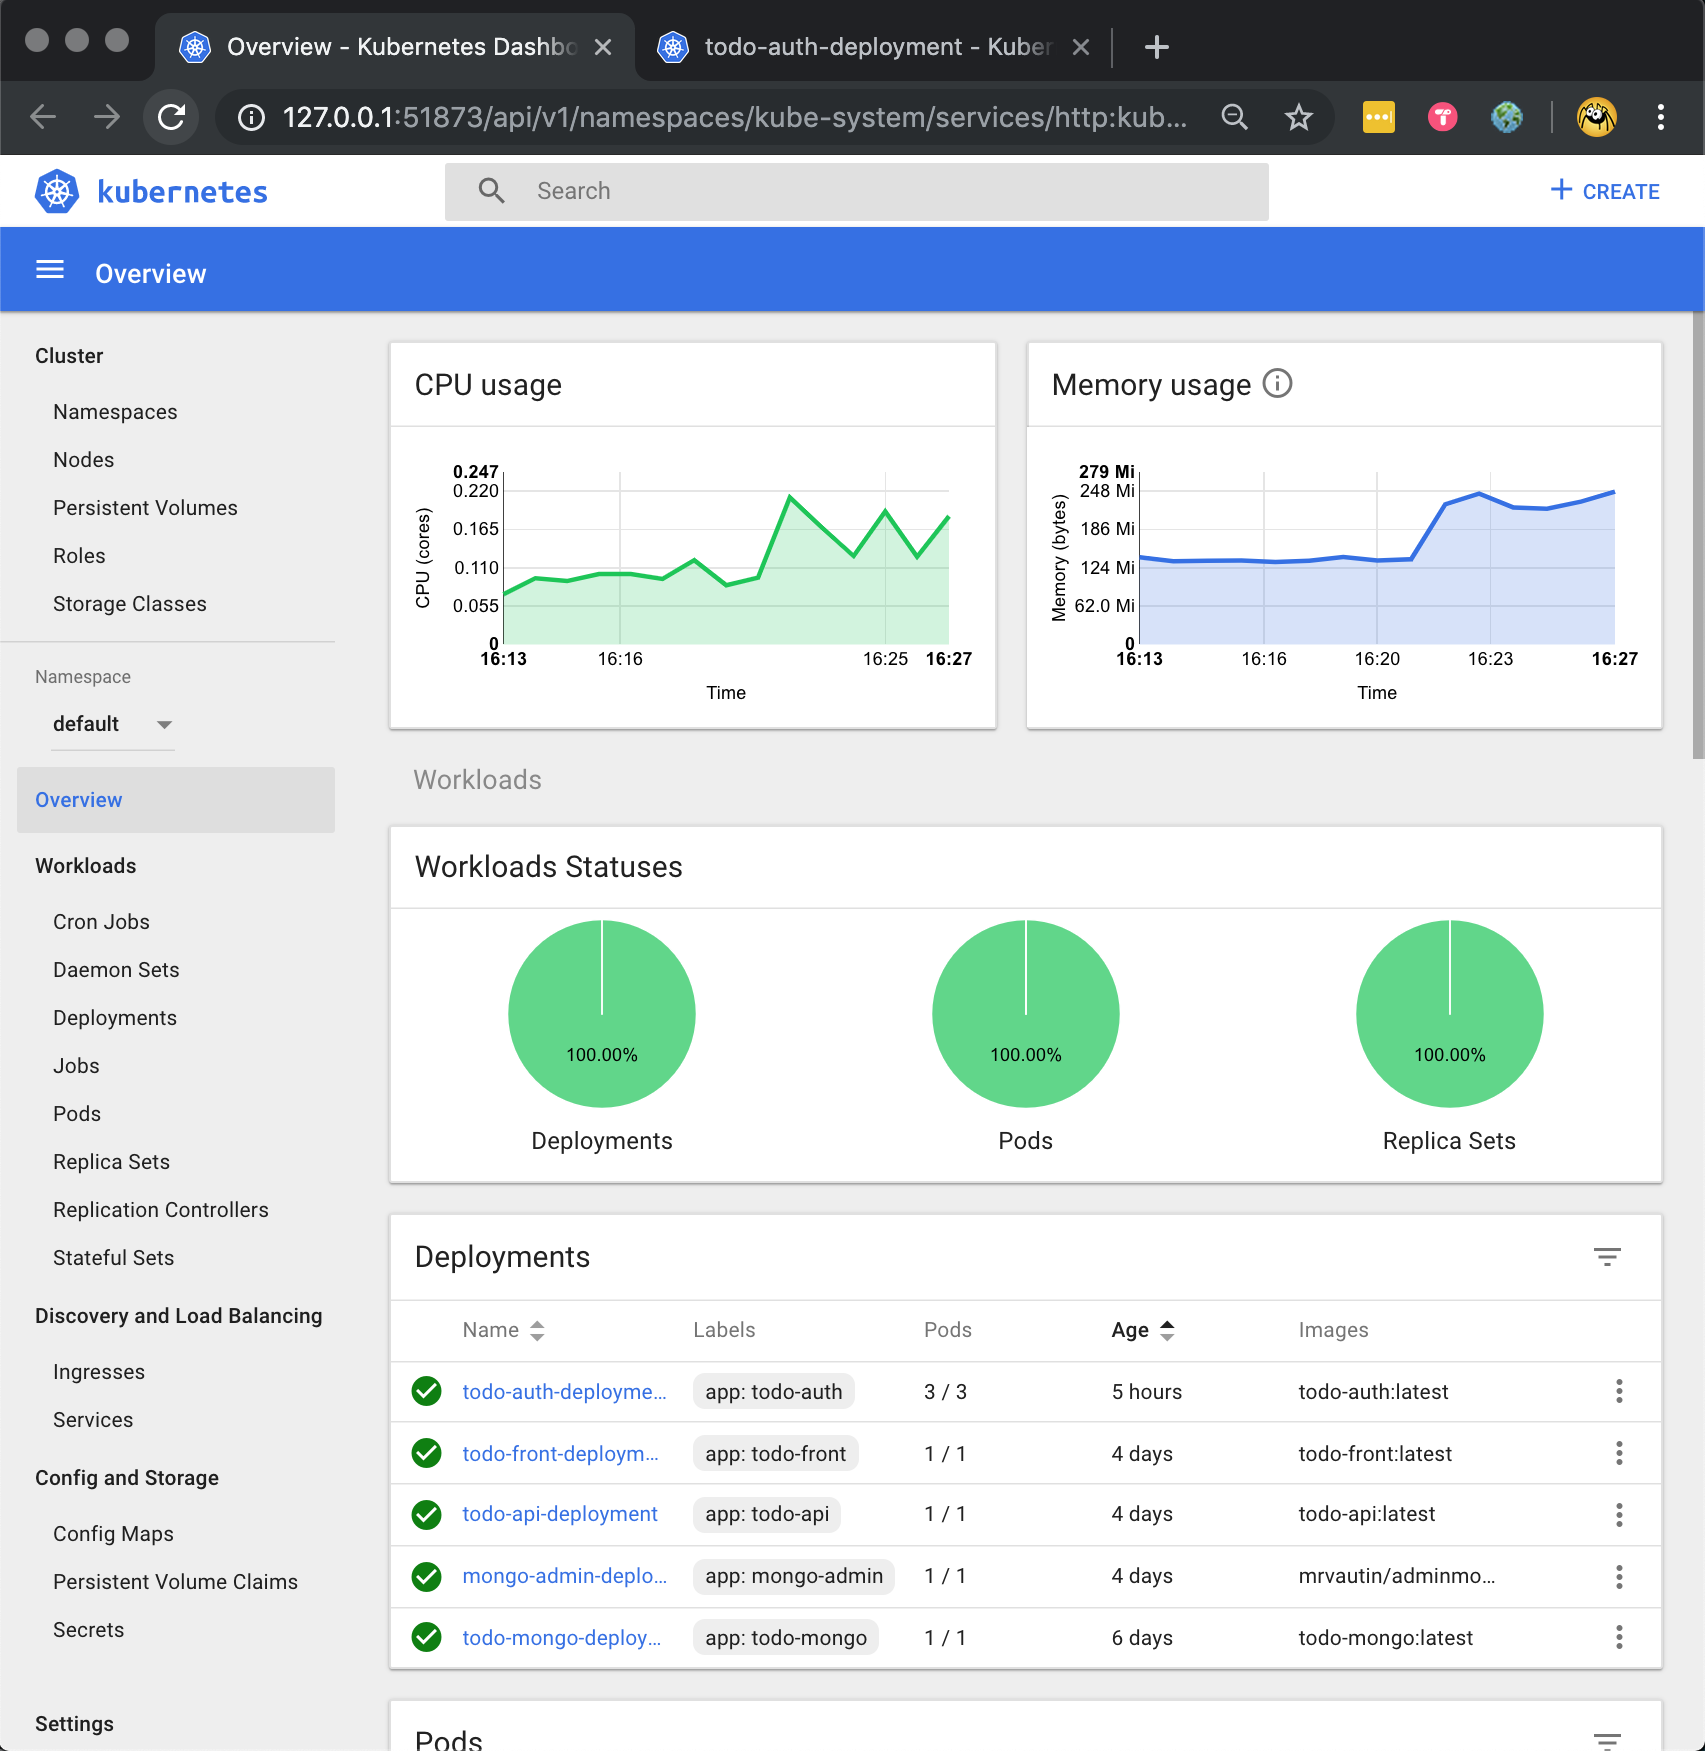 Overview - Kubernetes Dashbo
todo-auth-deployment - Kuber
127.0.0.1:51873/api/v1/namespaces/kube-system/services/http:kub...
kubernetes
Search
CREATE
Overview
Cluster
Namespaces
Nodes
Persistent Volumes
Roles
Storage Classes
Namespace
default
Overview
Workloads
Cron Jobs
Daemon Sets
Deployments
Jobs
Pods
Replica Sets
Replication Controllers
Stateful Sets
Discovery and Load Balancing
Ingresses
Services
Config and Storage
Config Maps
Persistent Volume Claims
Secrets
Settings
CPU usage
CPU (cores)
0.247
0.220
0.165
0.110
0.055
0
16:13 16:16 16:25 16:27
Time
Memory usage
Memory (bytes)
279 Mi
248 Mi
186 Mi
124 Mi
62.0 Mi
0
16:13 16:16 16:20 16:23 16:27
Time
Workloads
Workloads Statuses
100.00% 100.00% 100.00%
Deployments Pods Replica Sets
Deployments
Name Labels Pods Age Images
todo-auth-deployme... app: todo-auth 3 / 3 5 hours todo-auth:latest
todo-front-deploym... app: todo-front 1 / 1 4 days todo-front:latest
todo-api-deployment app: todo-api 1 / 1 4 days todo-api:latest
mongo-admin-deplo... app: mongo-admin 1 / 1 4 days mrvautin/adminmo...
todo-mongo-deploy... app: todo-mongo 1 / 1 6 days todo-mongo:latest
Pods